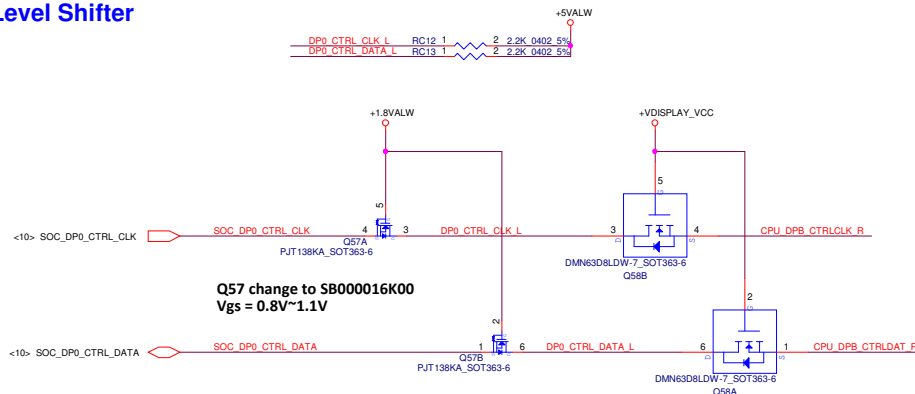 Level Shifter
+5VALW
DP0_CTRL_CLK_L RC12 1 2 2.2K_0402_5%
DP0_CTRL_DATA_L RC13 1 2 2.2K_0402_5%
+1.8VALW
+VDISPLAY_VCC
5
5
G
<10> SOC_DP0_CTRL_CLK SOC_DP0_CTRL_CLK 4 3 DP0_CTRL_CLK_L 3 4 CPU_DPB_CTRLCLK_R
D S
Q57A
PJT138KA_SOT363-6
DMN63D8LDW-7_SOT363-6
Q58B
Q57 change to SB000016K00
Vgs = 0.8V~1.1V
2
2
G
<10> SOC_DP0_CTRL_DATA SOC_DP0_CTRL_DATA 1 6 DP0_CTRL_DATA_L 6 1 CPU_DPB_CTRLDAT_R
D S
Q57B
PJT138KA_SOT363-6
DMN63D8LDW-7_SOT363-6
Q58A